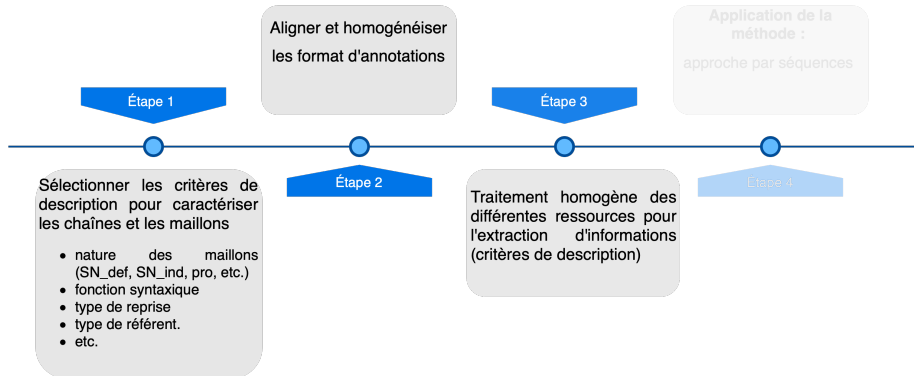 Étape 1
Sélectionner les critères de
description pour caractériser
les chaînes et les maillons
nature des maillons
(SN_def, SN_ind, pro, etc.)
fonction syntaxique
type de reprise
type de référent.
etc.
Aligner et homogénéiser
les format d'annotations
Étape 2
Étape 3
Traitement homogène des
différentes ressources pour
l'extraction d'informations
(critères de description)
Application de la
méthode :
approche par séquences
Étape 4